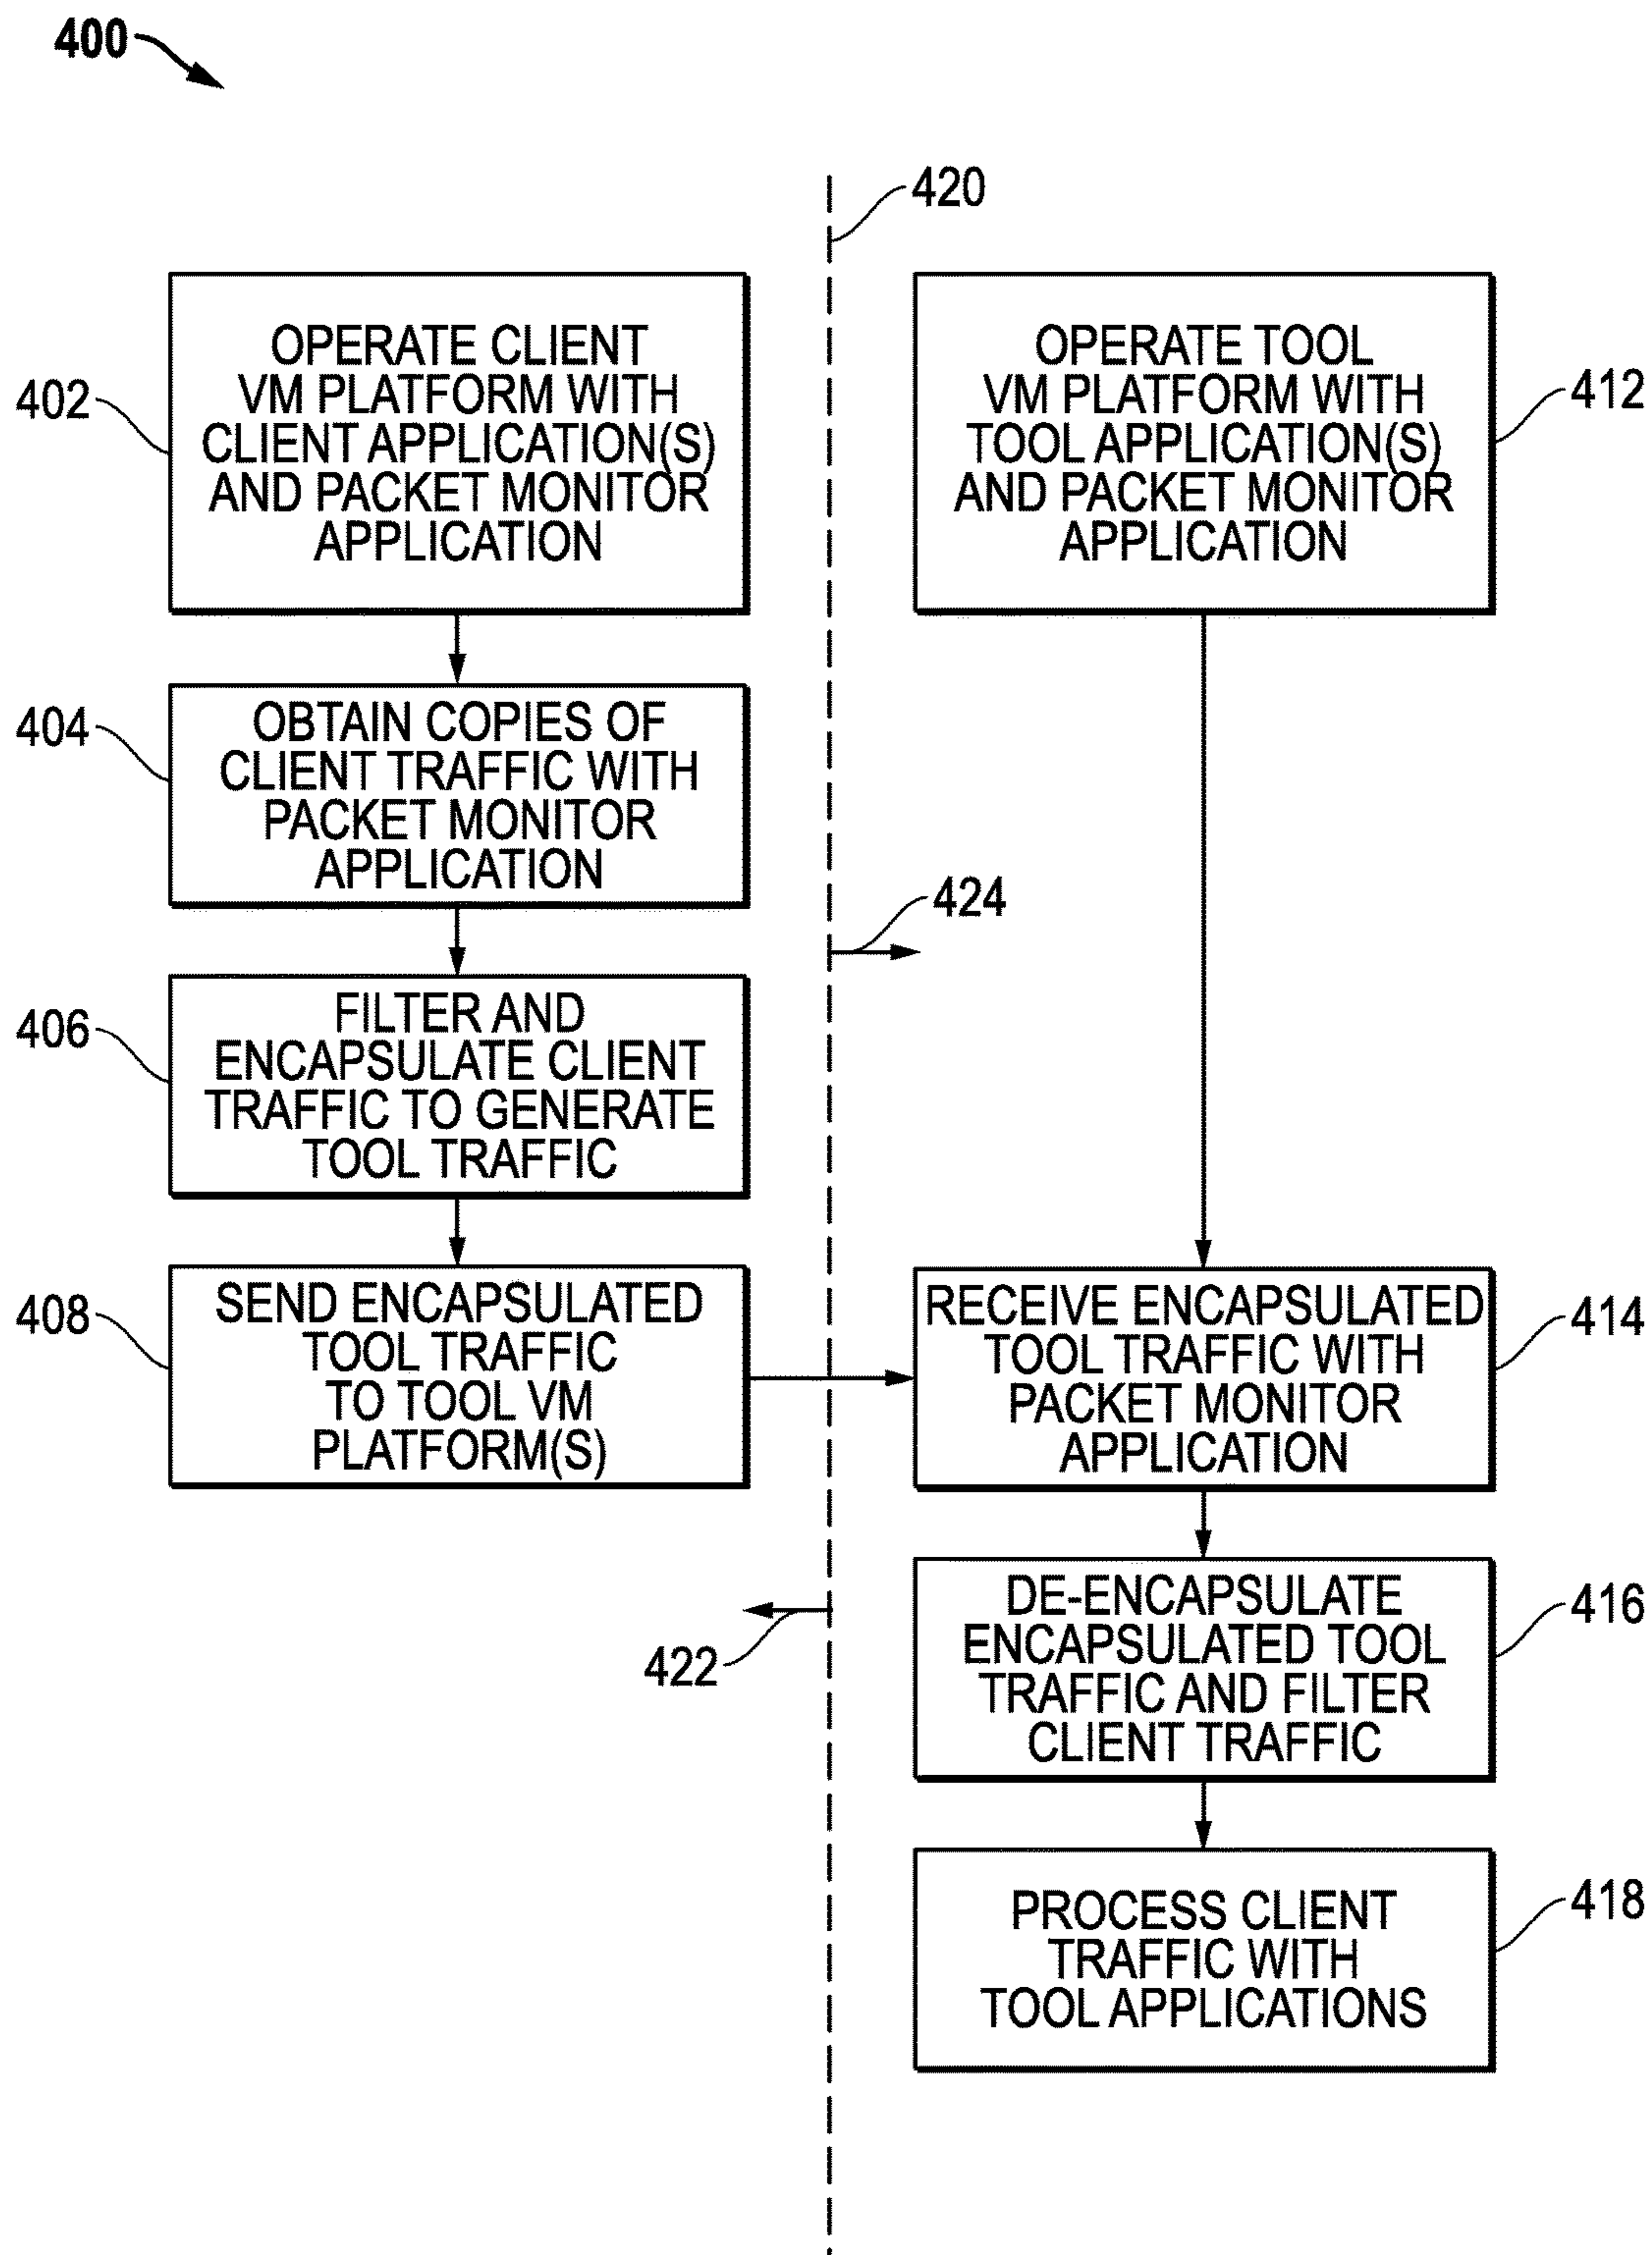 400
420
402
OPERATE CLIENT
VM PLATFORM WITH
CLIENT APPLICATION(S)
AND PACKET MONITOR
APPLICATION
OPERATE TOOL
VM PLATFORM WITH
TOOL APPLICATION(S)
AND PACKET MONITOR
APPLICATION
412
404
OBTAIN COPIES OF
CLIENT TRAFFIC WITH
PACKET MONITOR
APPLICATION
424
406
FILTER AND
ENCAPSULATE CLIENT
TRAFFIC TO GENERATE
TOOL TRAFFIC
408
SEND ENCAPSULATED
TOOL TRAFFIC
TO TOOL VM
PLATFORM(S)
RECEIVE ENCAPSULATED
TOOL TRAFFIC WITH
PACKET MONITOR
APPLICATION
414
422
DE-ENCAPSULATE
ENCAPSULATED TOOL
TRAFFIC AND FILTER
CLIENT TRAFFIC
416
PROCESS CLIENT
TRAFFIC WITH
TOOL APPLICATIONS
418